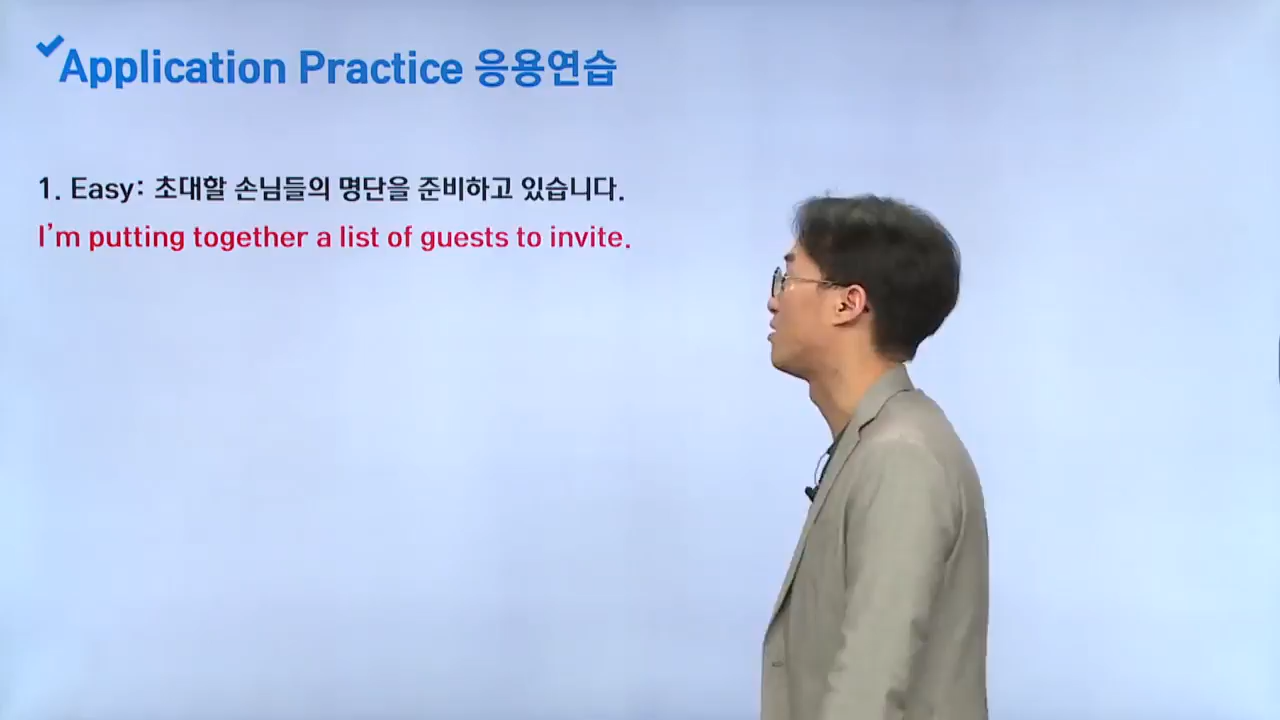 Application Practice 응용연습
1. Easy: 초대할 손님들의 명단을 준비하고 있습니다.
I'm putting together a list of guests to invite.